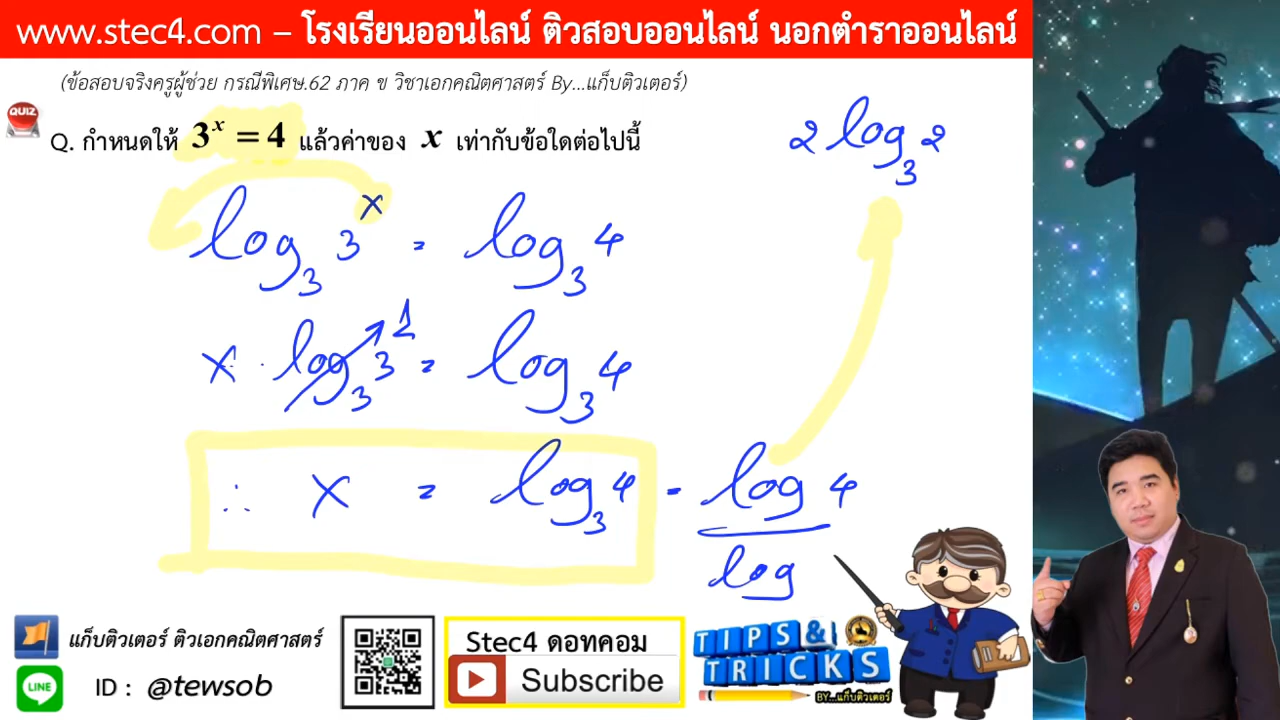 www.stec4.com – โรงเรียนออนไลน์ ติวสอบออนไลน์ นอกตำราออนไลน์
(ข้อสอบจริงครูผู้ช่วย กรณีพิเศษ.62 ภาค ข วิชาเอกคณิตศาสตร์ By...แก็บติวเตอร์)
QUIZ
Q. กำหนดให้ 3ˣ = 4 แล้วค่าของ x เท่ากับข้อใดต่อไปนี้
2 log₃ 2
log₃ 3ˣ = log₃ 4
x · log₃ 3 1 = log₃ 4
∴ x = log₃ 4 = log 4
log
แก็บติวเตอร์ ติวเอกคณิตศาสตร์
LINE
ID : @tewsob
Stec4 ดอทคอม
Subscribe
TIPS &
TRICKS
BY...แก็บติวเตอร์